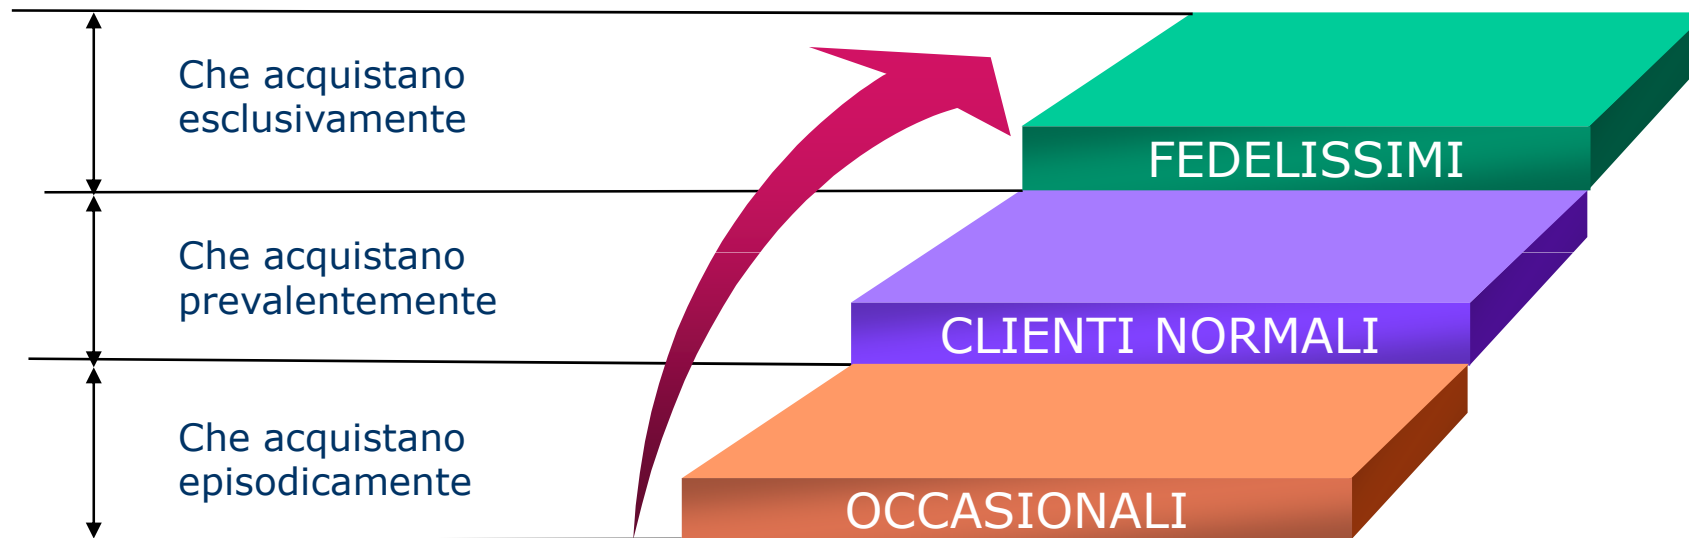 Che acquistano
esclusivamente
FEDELISSIMI
Che acquistano
prevalentemente
CLIENTI NORMALI
Che acquistano
episodicamente
OCCASIONALI